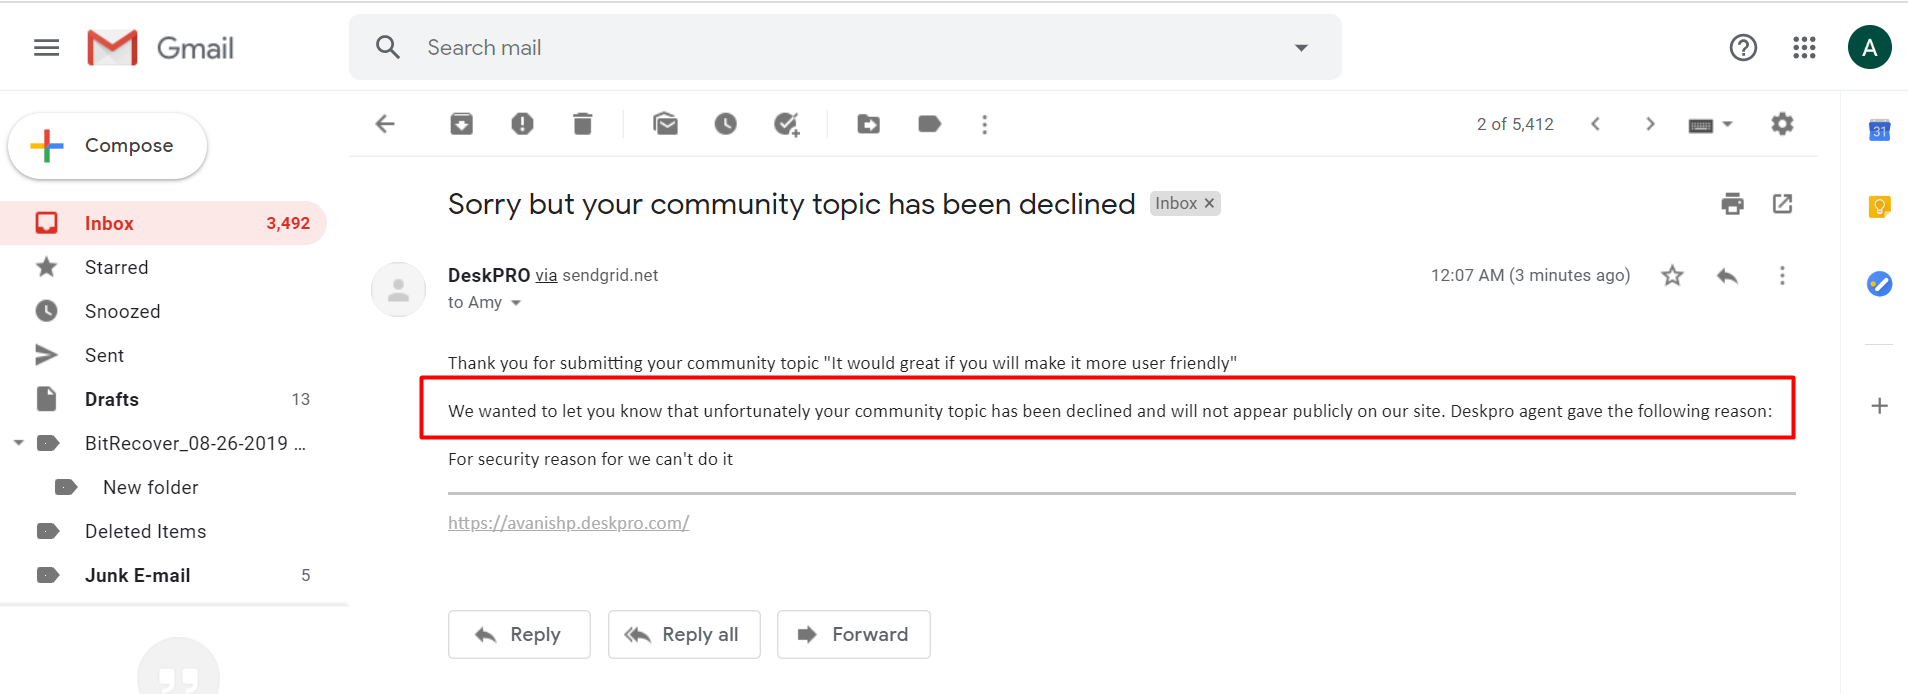 Gmail
Search mail
A
Compose
2 of 5,412
31
Inbox 3,492
Starred
Snoozed
Sent
Drafts 13
BitRecover_08-26-2019 ...
New folder
Deleted Items
Junk E-mail 5
Sorry but your community topic has been declined Inbox ×
DeskPRO via sendgrid.net 12:07 AM (3 minutes ago)
to Amy
Thank you for submitting your community topic "It would great if you will make it more user friendly"
We wanted to let you know that unfortunately your community topic has been declined and will not appear publicly on our site. Deskpro agent gave the following reason:
For security reason for we can't do it
https://avanishp.deskpro.com/
Reply Reply all Forward